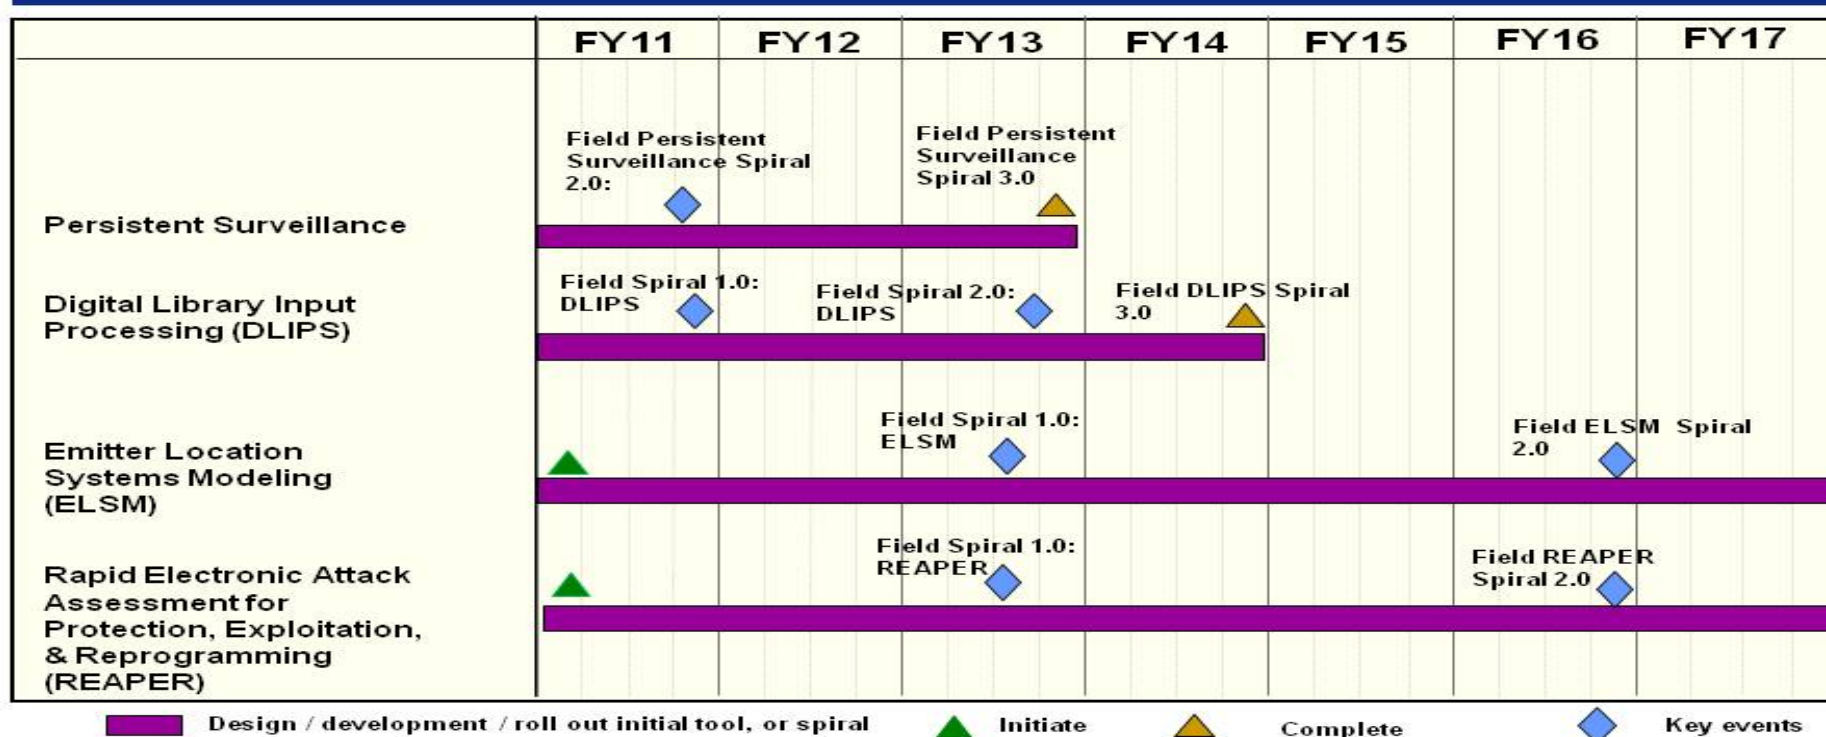 FY11 FY12 FY13 FY14 FY15 FY16 FY17
Field Persistent
Surveillance Spiral
2.0:
Field Persistent
Surveillance
Spiral 3.0
Persistent Surveillance
Field Spiral 1.0:
DLIPS
Field Spiral 2.0:
DLIPS
Field DLIPS Spiral
3.0
Digital Library Input
Processing (DLIPS)
Field Spiral 1.0:
ELSM
Field ELSM Spiral
2.0
Emitter Location
Systems Modeling
(ELSM)
Field Spiral 1.0:
REAPER
Field REAPER
Spiral 2.0
Rapid Electronic Attack
Assessment for
Protection, Exploitation,
& Reprogramming
(REAPER)
Design / development / roll out initial tool, or spiral Initiate Complete Key events